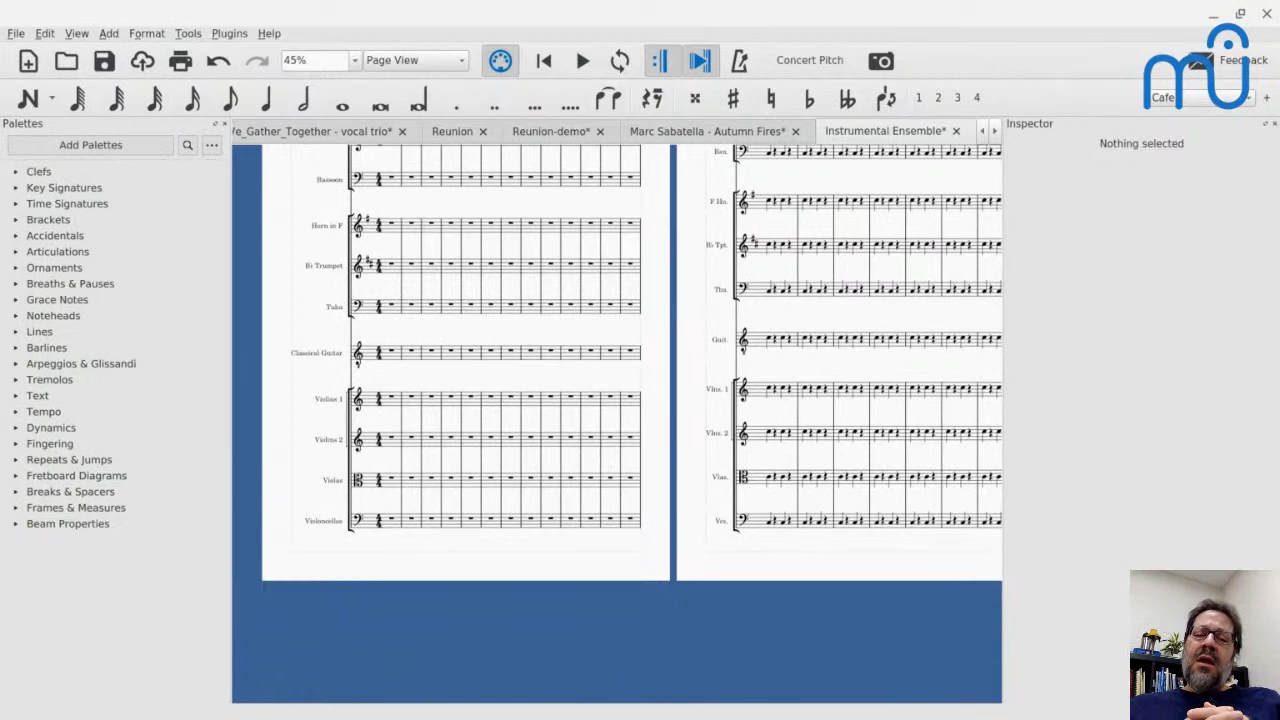 File Edit View Add Format Tools Plugins Help
45% Page View Concert Pitch Feedback
1 2 3 4 Cafe +
Palettes
e_Gather_Together - vocal trio* Reunion Reunion-demo* Marc Sabatella - Autumn Fires* Instrumental Ensemble* Inspector
Add Palettes ...
Nothing selected
Clefs
Key Signatures
Time Signatures
Brackets
Accidentals
Articulations
Ornaments
Breaths & Pauses
Grace Notes
Noteheads
Lines
Barlines
Arpeggios & Glissandi
Tremolos
Text
Tempo
Dynamics
Fingering
Repeats & Jumps
Fretboard Diagrams
Breaks & Spacers
Frames & Measures
Beam Properties
Bassoon
Horn in F
B♭ Trumpet
Tuba
Classical Guitar
Violins 1
Violins 2
Violas
Violoncellos
Bsn.
F Hn.
B♭ Tpt.
Tba.
Guit.
Vlns. 1
Vlns. 2
Vlas.
Vcs.